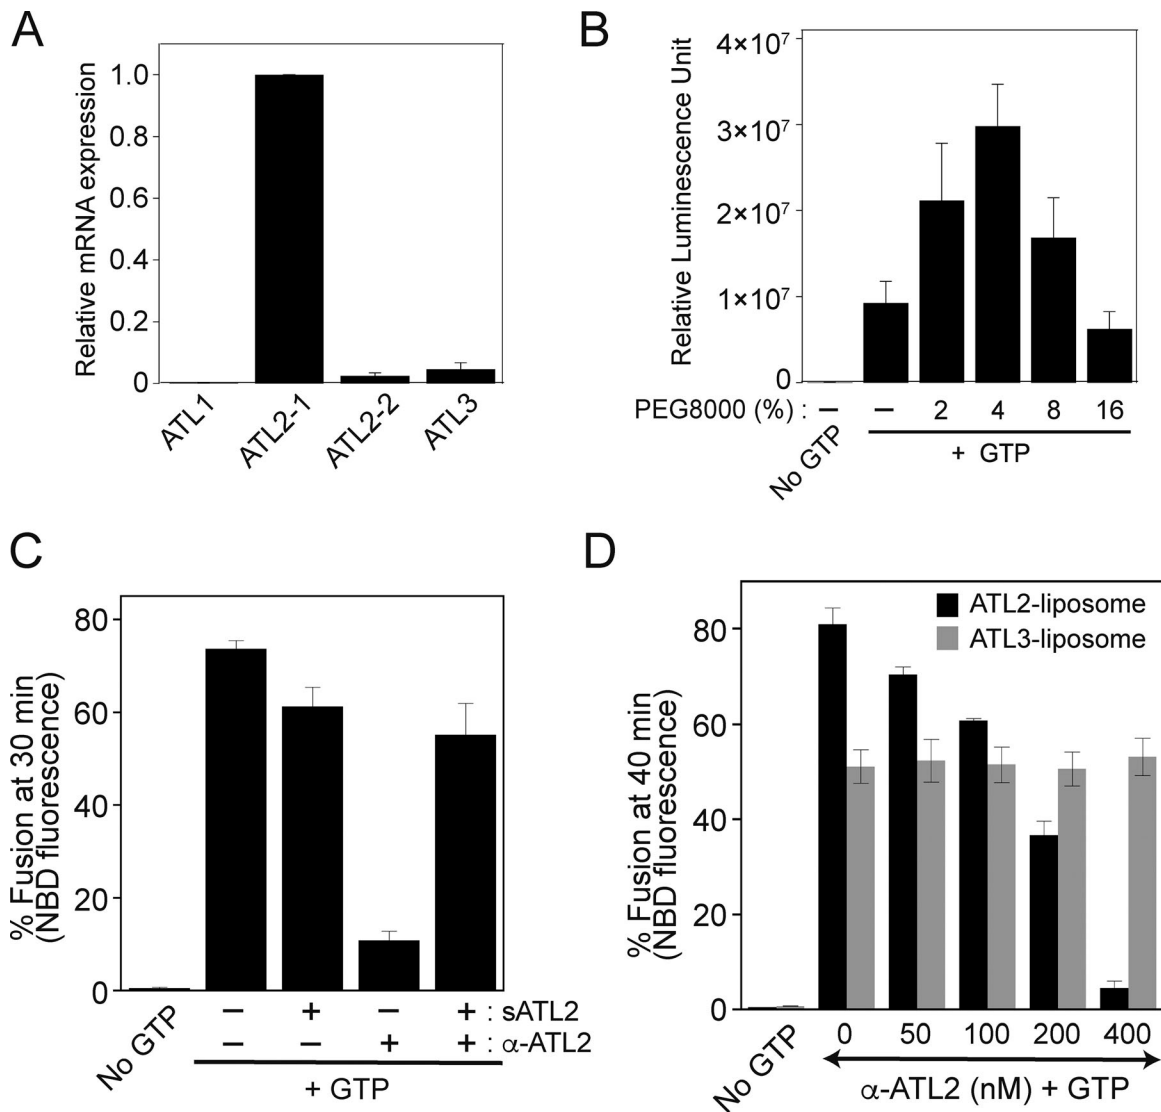 A
Relative mRNA expression
1.0
0.8
0.6
0.4
0.2
0
ATL1
ATL2-1
ATL2-2
ATL3
B
Relative Luminescence Unit
4×10⁷
3×10⁷
2×10⁷
1×10⁷
0
PEG8000 (%) : – – 2 4 8 16
No GTP
+ GTP
C
% Fusion at 30 min
(NBD fluorescence)
80
60
40
20
0
– + – + : sATL2
– – + + : α-ATL2
No GTP
+ GTP
D
% Fusion at 40 min
(NBD fluorescence)
ATL2-liposome
ATL3-liposome
80
60
40
20
0
No GTP
0 50 100 200 400
α-ATL2 (nM) + GTP